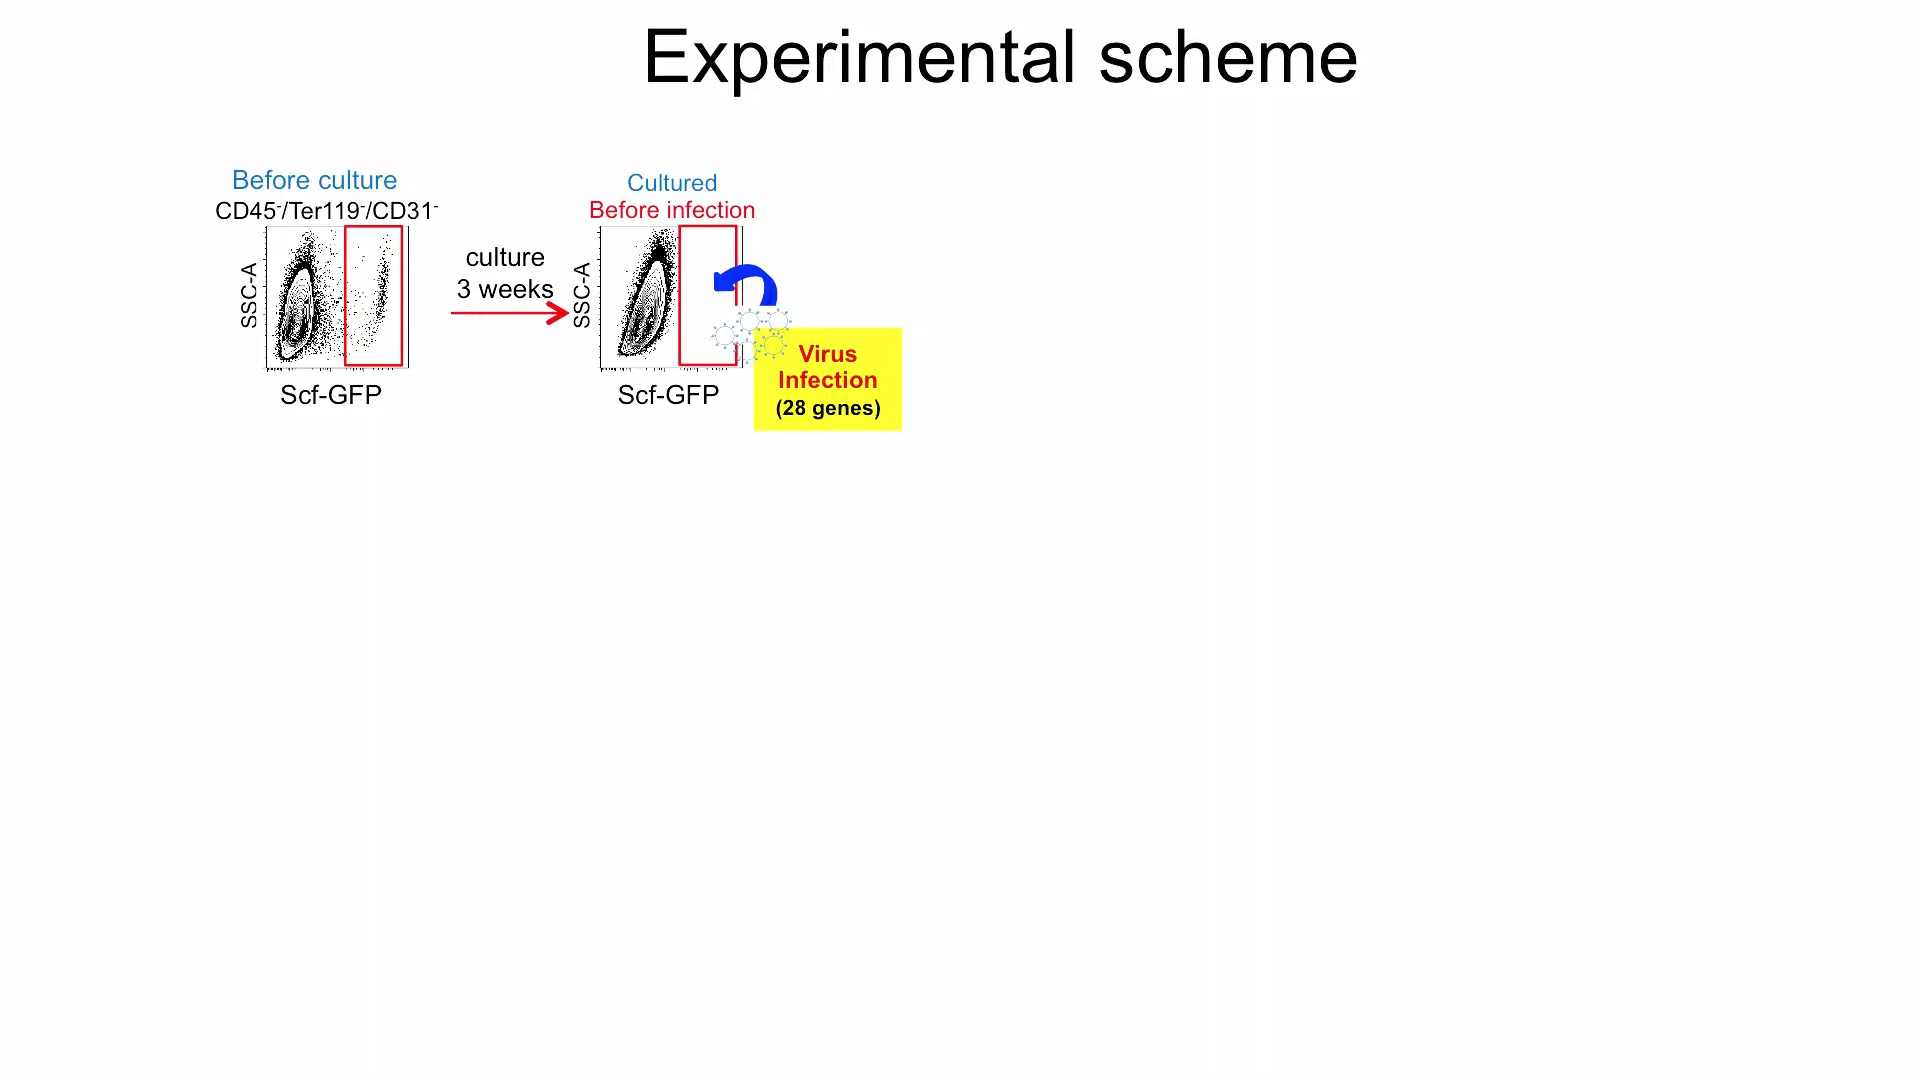 Experimental scheme
Before culture
CD45⁻/Ter119⁻/CD31⁻
SSC-A
Scf-GFP
culture
3 weeks
Cultured
Before infection
SSC-A
Scf-GFP
Virus
Infection
(28 genes)